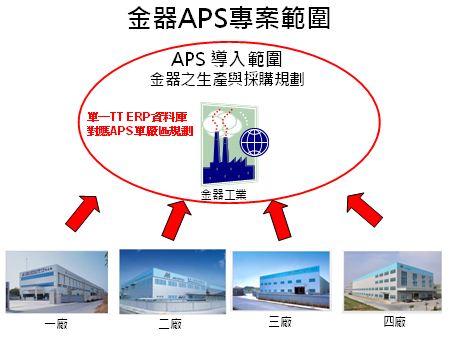 金器APS專案範圍
APS 導入範圍
金器之生產與採購規劃
單一TT ERP資料庫
對應APS單廠區規劃
金器工業
一廠
二廠
三廠
四廠